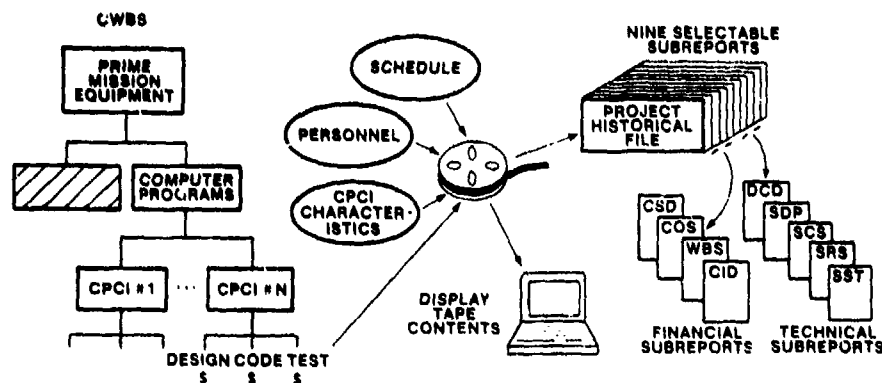 CWBS
PRIME
MISSION
EQUIPMENT
COMPUTER
PROGRAMS
CPCI #1
...
CPCI #N
DESIGN CODE TEST
$ $ $
SCHEDULE
PERSONNEL
CPCI
CHARACTER-
ISTICS
DISPLAY
TAPE
CONTENTS
NINE SELECTABLE
SUBREPORTS
PROJECT
HISTORICAL
FILE
CSD
COS
WBS
CID
FINANCIAL
SUBREPORTS
DCD
SDP
SCS
SRS
SST
TECHNICAL
SUBREPORTS